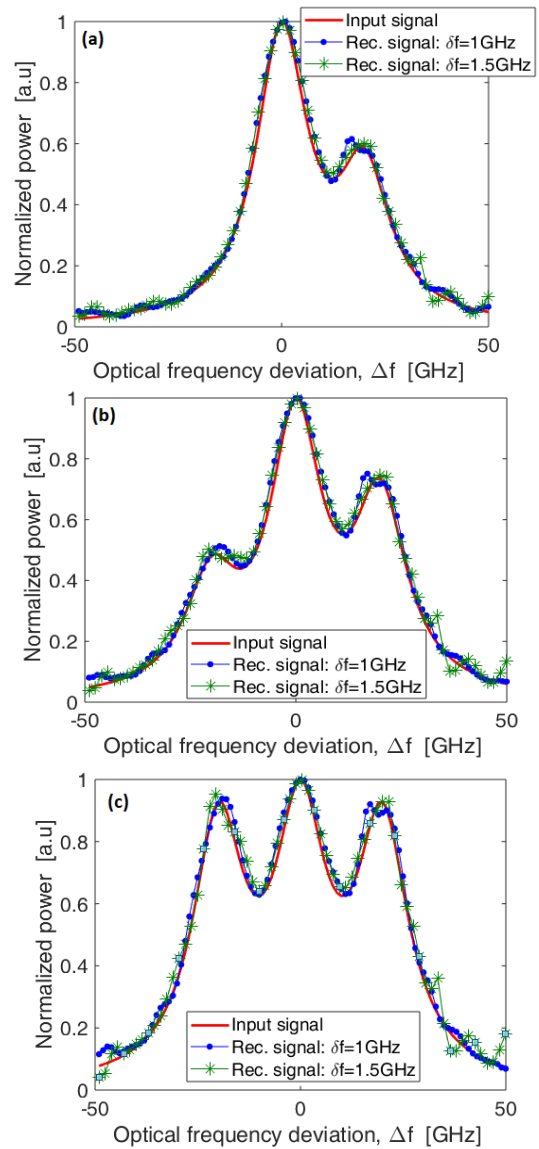 (a)
Input signal
Rec. signal: δf=1GHz
Rec. signal: δf=1.5GHz
Normalized power [a.u]
1
0.8
0.6
0.4
0.2
0
-50
0
50
Optical frequency deviation, Δf [GHz]
(b)
Normalized power [a.u]
1
0.8
0.6
0.4
0.2
0
Input signal
Rec. signal: δf=1GHz
Rec. signal: δf=1.5GHz
-50
0
50
Optical frequency deviation, Δf [GHz]
(c)
Normalized power [a.u]
1
0.8
0.6
0.4
0.2
0
Input signal
Rec. signal: δf=1GHz
Rec. signal: δf=1.5GHz
-50
0
50
Optical frequency deviation, Δf [GHz]